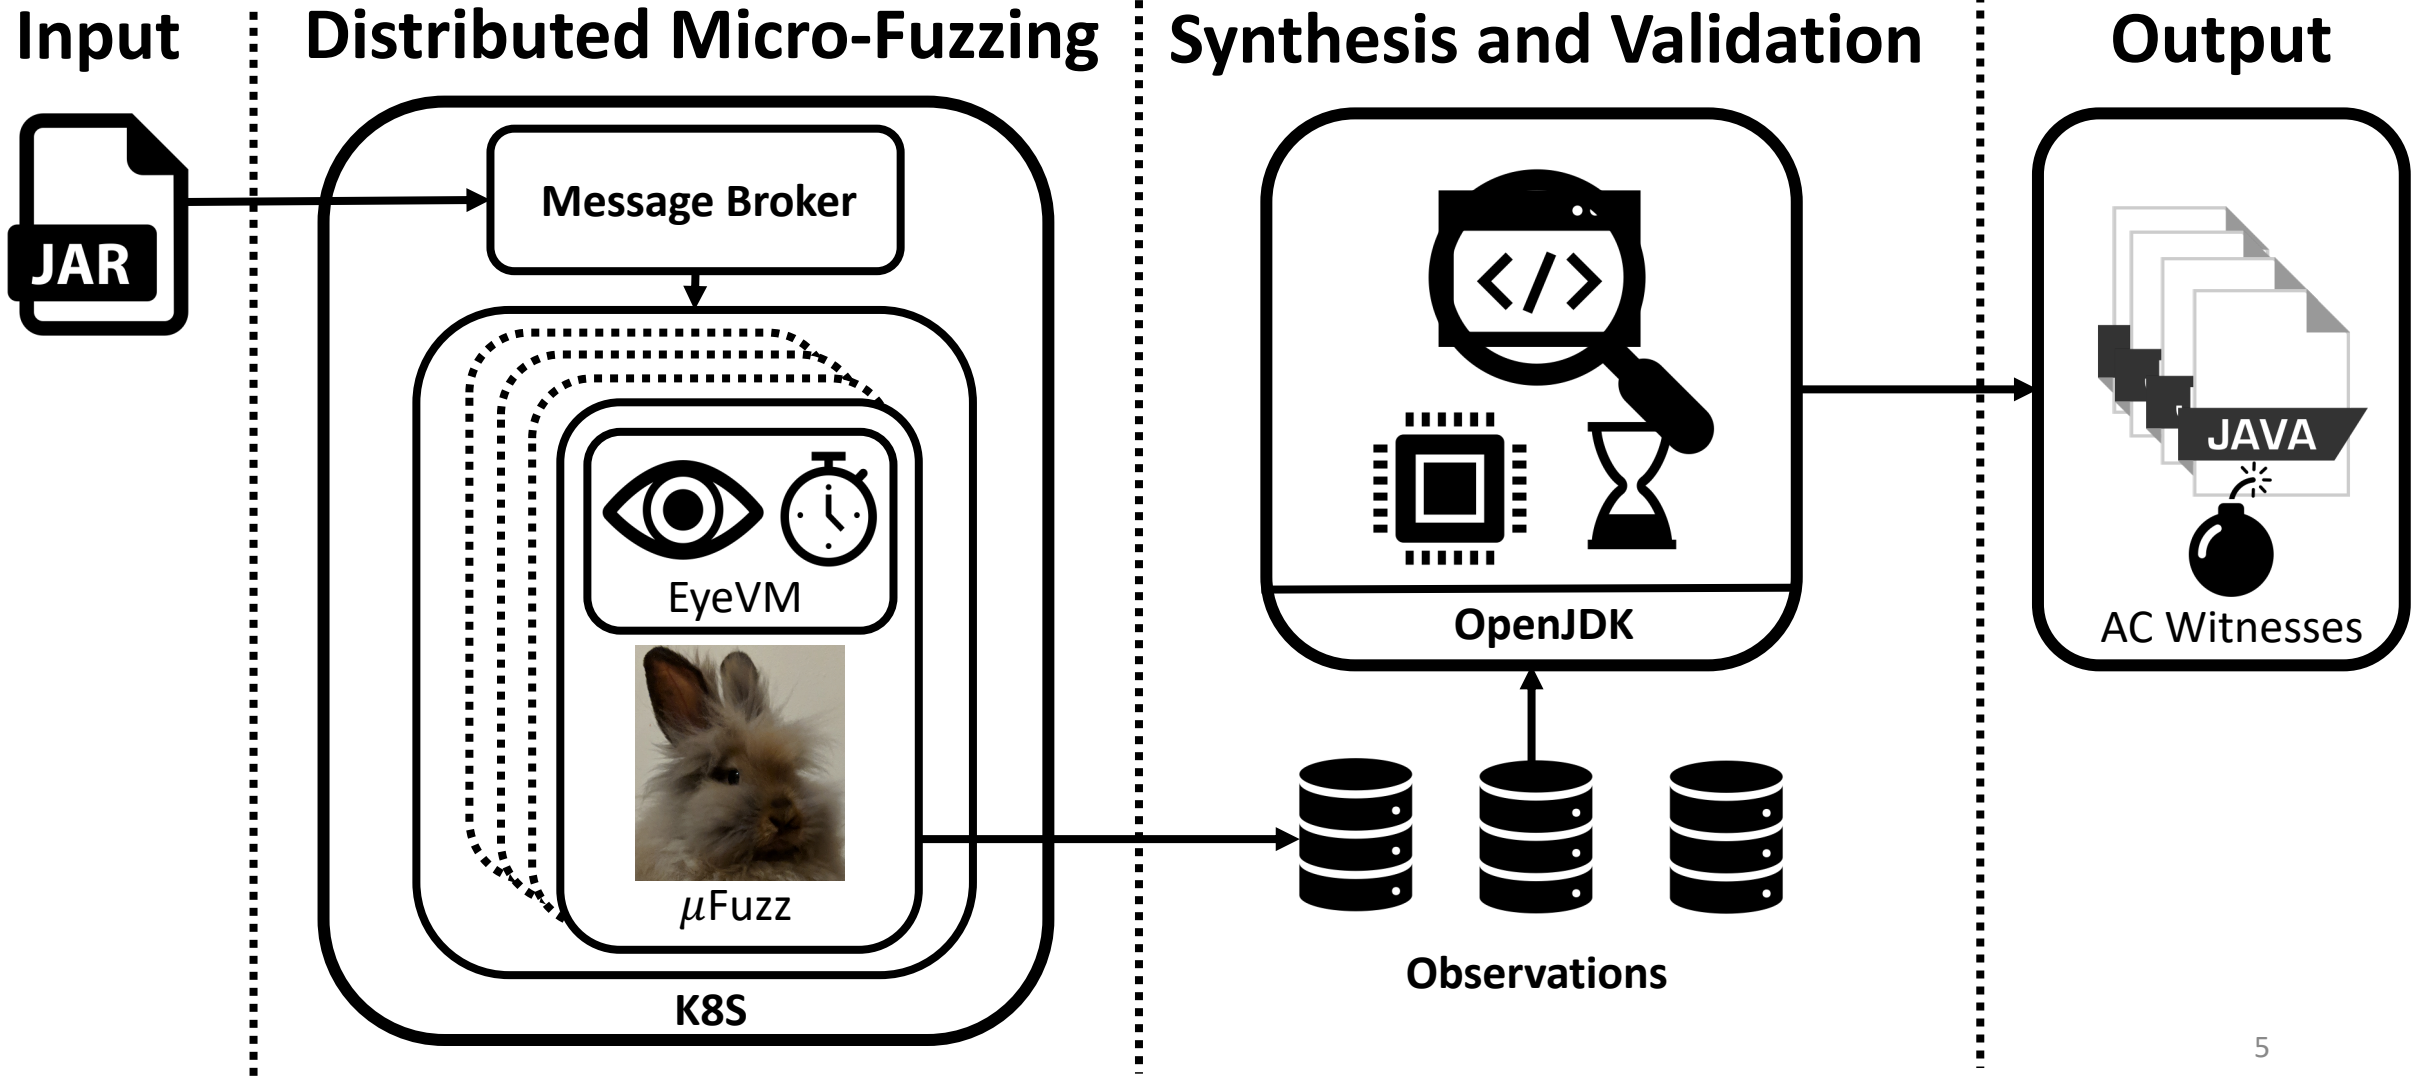 Input
Distributed Micro-Fuzzing
Synthesis and Validation
Output
JAR
Message Broker
EyeVM
μFuzz
K8S
</>
OpenJDK
Observations
JAVA
AC Witnesses
5